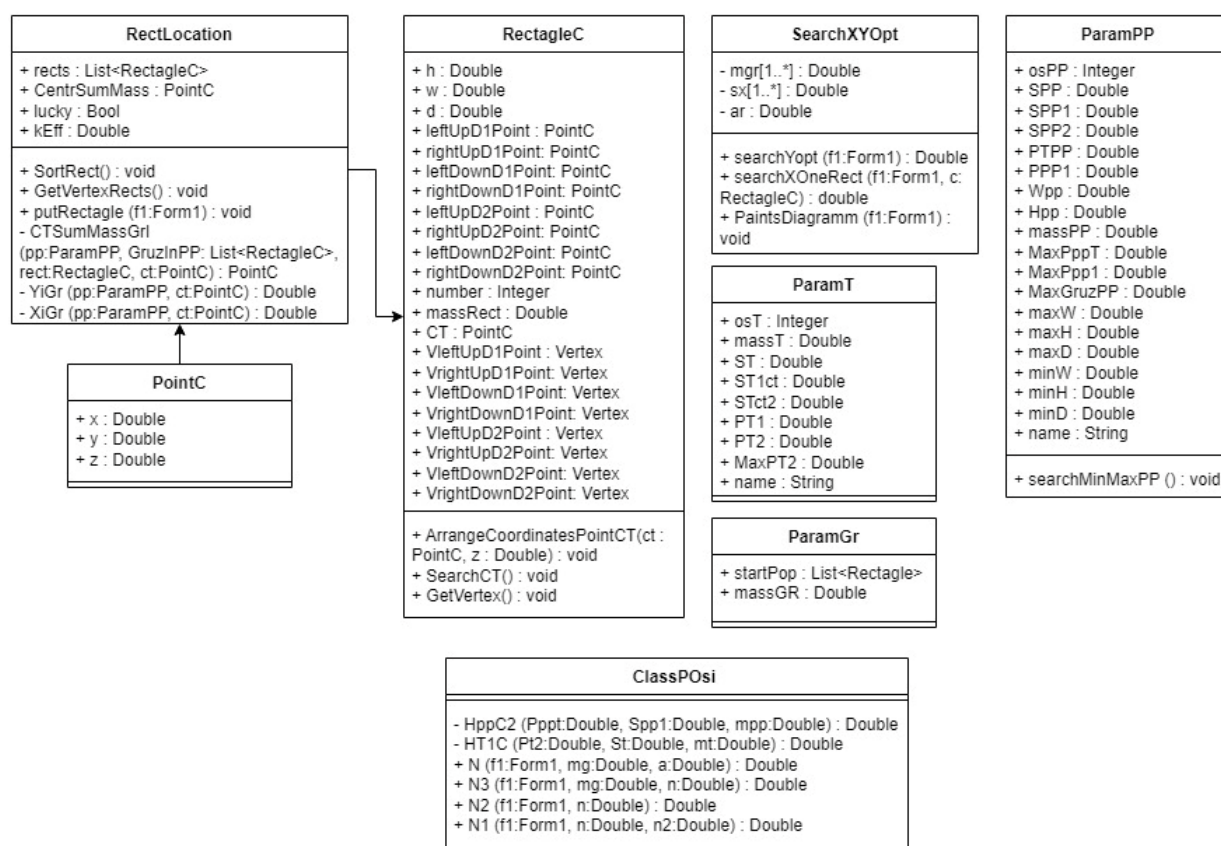 RectLocation
+ rects : List<RectagleC>
+ CentrSumMass : PointC
+ lucky : Bool
+ kEff : Double
+ SortRect() : void
+ GetVertexRects() : void
+ putRectagle (f1:Form1) : void
- CTSumMassGrl
(pp:ParamPP, GruzInPP: List<RectagleC>,
rect:RectagleC, ct:PointC) : PointC
- YiGr (pp:ParamPP, ct:PointC) : Double
- XiGr (pp:ParamPP, ct:PointC) : Double
PointC
+ x : Double
+ y : Double
+ z : Double
RectagleC
+ h : Double
+ w : Double
+ d : Double
+ leftUpD1Point : PointC
+ rightUpD1Point: PointC
+ leftDownD1Point: PointC
+ rightDownD1Point: PointC
+ leftUpD2Point : PointC
+ rightUpD2Point: PointC
+ leftDownD2Point: PointC
+ rightDownD2Point: PointC
+ number : Integer
+ massRect : Double
+ CT : PointC
+ VleftUpD1Point : Vertex
+ VrightUpD1Point: Vertex
+ VleftDownD1Point: Vertex
+ VrightDownD1Point: Vertex
+ VleftUpD2Point : Vertex
+ VrightUpD2Point: Vertex
+ VleftDownD2Point: Vertex
+ VrightDownD2Point: Vertex
+ ArrangeCoordinatesPointCT(ct :
PointC, z : Double) : void
+ SearchCT() : void
+ GetVertex() : void
SearchXYOpt
- mgr[1..*] : Double
- sx[1..*] : Double
- ar : Double
+ searchYopt (f1:Form1) : Double
+ searchXOneRect (f1:Form1, c:
RectagleC) : double
+ PaintsDiagramm (f1:Form1) :
void
ParamT
+ osT : Integer
+ massT : Double
+ ST : Double
+ ST1ct : Double
+ STct2 : Double
+ PT1 : Double
+ PT2 : Double
+ MaxPT2 : Double
+ name : String
ParamGr
+ startPop : List<Rectagle>
+ massGR : Double
ParamPP
+ osPP : Integer
+ SPP : Double
+ SPP1 : Double
+ SPP2 : Double
+ PTPP : Double
+ PPP1 : Double
+ Wpp : Double
+ Hpp : Double
+ massPP : Double
+ MaxPppT : Double
+ MaxPpp1 : Double
+ MaxGruzPP : Double
+ maxW : Double
+ maxH : Double
+ maxD : Double
+ minW : Double
+ minH : Double
+ minD : Double
+ name : String
+ searchMinMaxPP () : void
ClassPOsi
- HppC2 (Pppt:Double, Spp1:Double, mpp:Double) : Double
- HT1C (Pt2:Double, St:Double, mt:Double) : Double
+ N (f1:Form1, mg:Double, a:Double) : Double
+ N3 (f1:Form1, mg:Double, n:Double) : Double
+ N2 (f1:Form1, n:Double) : Double
+ N1 (f1:Form1, n:Double, n2:Double) : Double